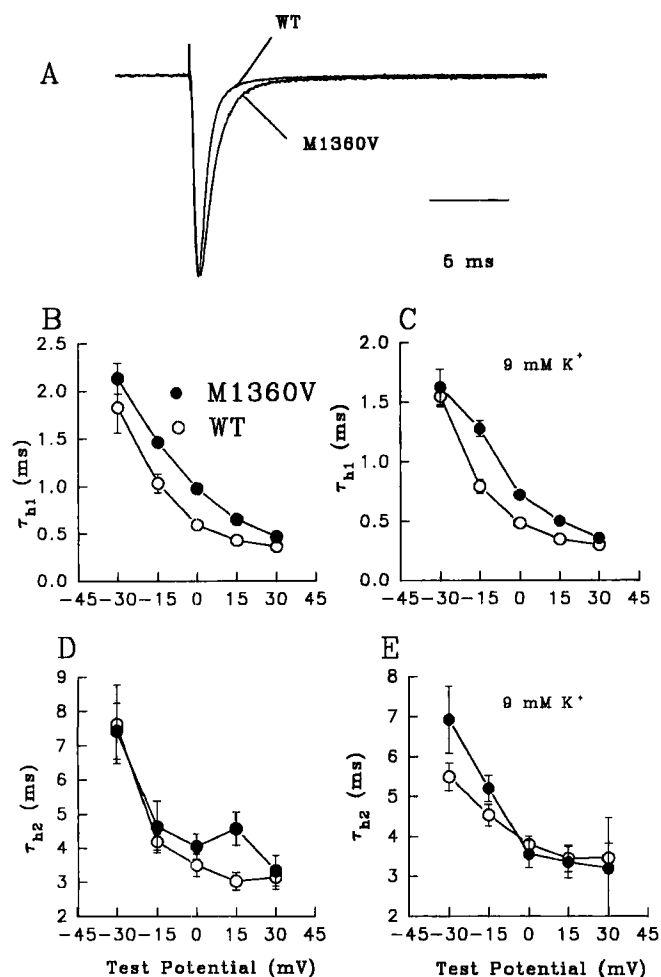 A
WT
M1360V
5 ms
B
C
2.5
2.0
1.5
1.0
0.5
0.0
τh1 (ms)
M1360V
WT
-45-30-15 0 15 30 45
2.0
1.5
1.0
0.5
0.0
τh1 (ms)
9 mM K+
-45-30-15 0 15 30 45
D
E
9
8
7
6
5
4
3
2
τh2 (ms)
-45-30-15 0 15 30 45
Test Potential (mV)
8
7
6
5
4
3
2
τh2 (ms)
9 mM K+
-45-30-15 0 15 30 45
Test Potential (mV)